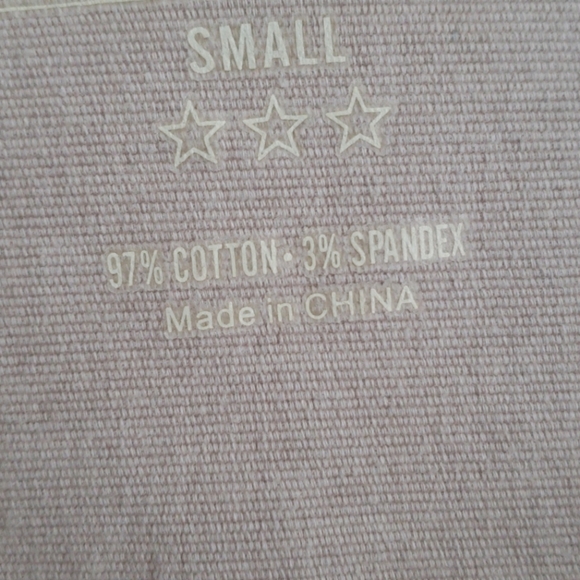 SMALL
97% COTTON • 3% SPANDEX
Made in CHINA